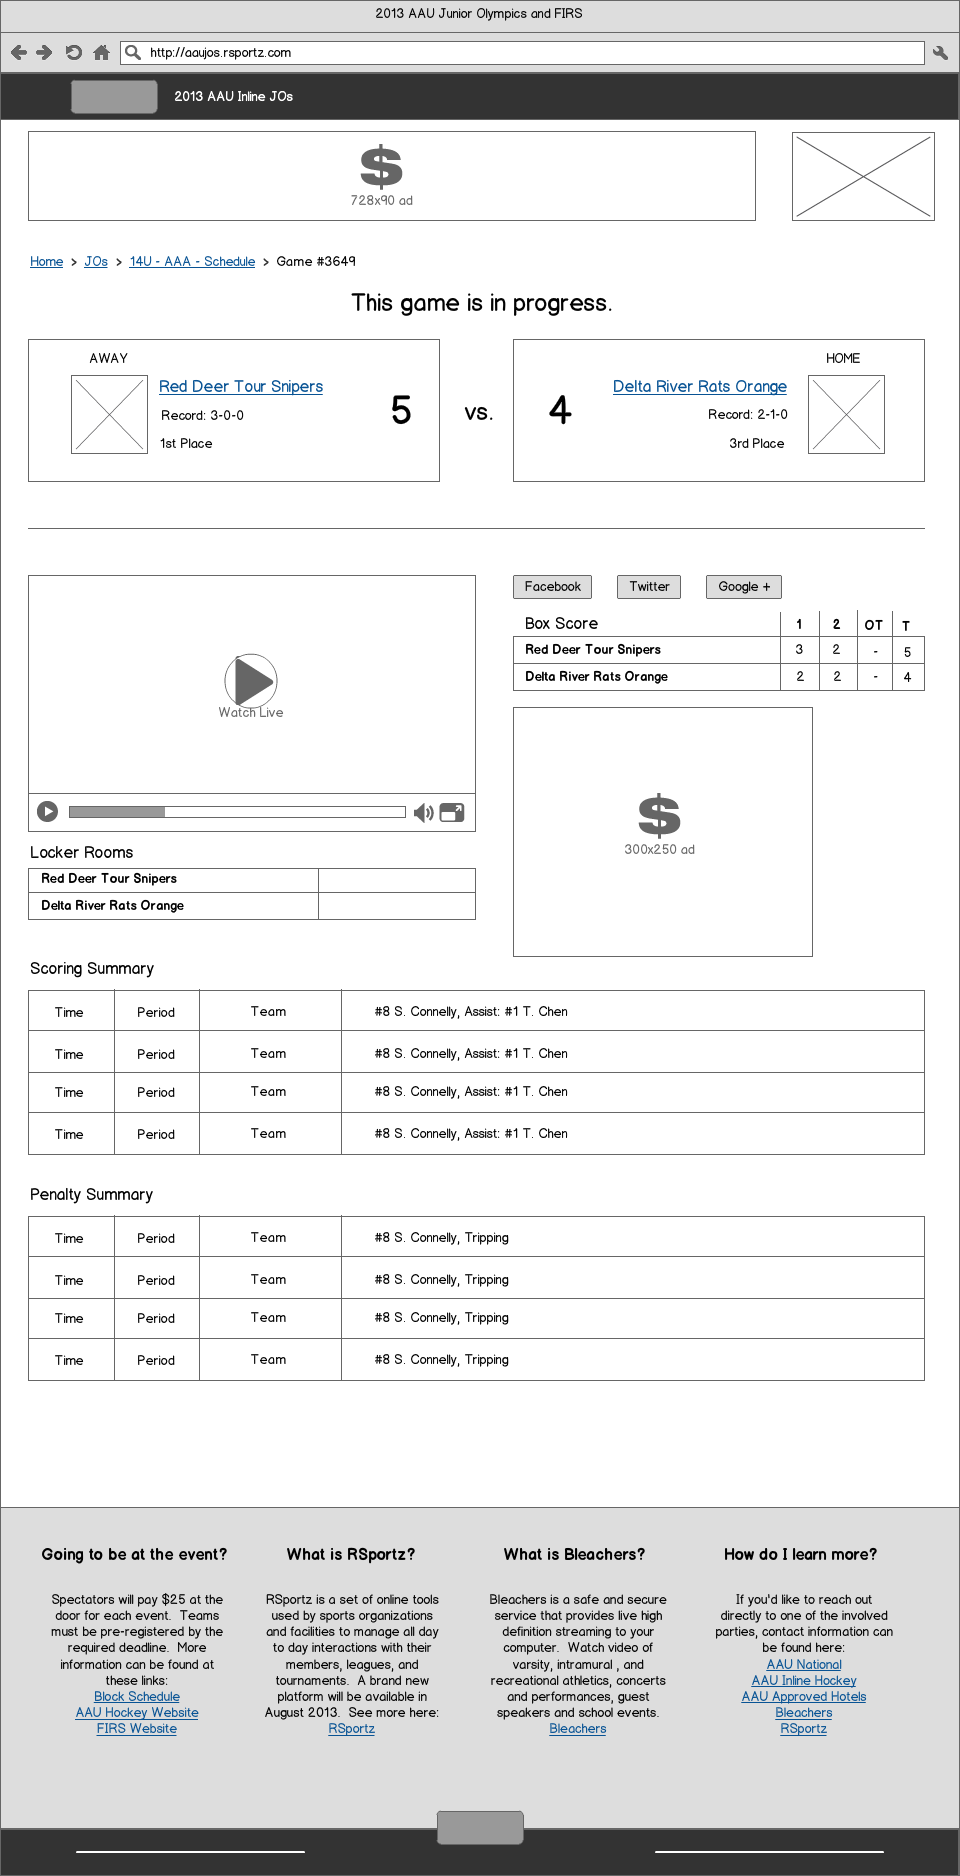 2013 AAU Junior Olympics and FIRS
http://aaujos.rsportz.com
2013 AAU Inline JOs
$
728x90 ad
Home > JOs > 14U - AAA - Schedule > Game #3649
This game is in progress.
AWAY
Red Deer Tour Snipers
Record: 3-0-0
1st Place
5
vs.
HOME
4
Delta River Rats Orange
Record: 2-1-0
3rd Place
Watch Live
Facebook Twitter Google +
Box Score 1 2 OT T
Red Deer Tour Snipers 3 2 - 5
Delta River Rats Orange 2 2 - 4
$
300x250 ad
Locker Rooms
Red Deer Tour Snipers
Delta River Rats Orange
Scoring Summary
Time Period Team #8 S. Connelly, Assist: #1 T. Chen
Time Period Team #8 S. Connelly, Assist: #1 T. Chen
Time Period Team #8 S. Connelly, Assist: #1 T. Chen
Time Period Team #8 S. Connelly, Assist: #1 T. Chen
Penalty Summary
Time Period Team #8 S. Connelly, Tripping
Time Period Team #8 S. Connelly, Tripping
Time Period Team #8 S. Connelly, Tripping
Time Period Team #8 S. Connelly, Tripping
Going to be at the event?
Spectators will pay $25 at the
door for each event. Teams
must be pre-registered by the
required deadline. More
information can be found at
these links:
Block Schedule
AAU Hockey Website
FIRS Website
What is RSportz?
RSportz is a set of online tools
used by sports organizations
and facilities to manage all day
to day interactions with their
members, leagues, and
tournaments. A brand new
platform will be available in
August 2013. See more here:
RSportz
What is Bleachers?
Bleachers is a safe and secure
service that provides live high
definition streaming to your
computer. Watch video of
varsity, intramural , and
recreational athletics, concerts
and performances, guest
speakers and school events.
Bleachers
How do I learn more?
If you'd like to reach out
directly to one of the involved
parties, contact information can
be found here:
AAU National
AAU Inline Hockey
AAU Approved Hotels
Bleachers
RSportz